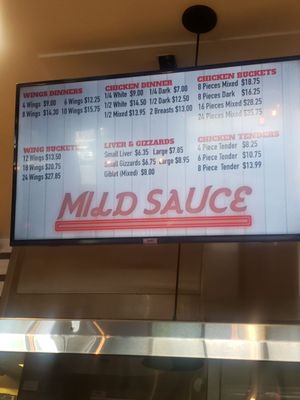 WINGS DINNERS
4 Wings $9.00 6 Wings $12.25
8 Wings $14.30 10 Wings $15.75
CHICKEN DINNER
1/4 White $9.00 1/4 Dark $7.00
1/2 White $14.50 1/2 Dark $12.50
1/2 Mixed $13.95 2 Breasts $13.00
CHICKEN BUCKETS
8 Pieces Mixed $18.75
8 Pieces Dark $16.25
16 Pieces Mixed $28.25
24 Pieces Mixed $35.75
WING BUCKETS
12 Wings $13.50
18 Wings $20.75
24 Wings $27.85
LIVER & GIZZARDS
Small Liver $6.35 Large $7.85
Small Gizzards $6.75 Large $8.95
Giblat (Mixed) $8.00
CHICKEN TENDERS
4 Piece Tender $8.25
6 Piece Tender $10.75
8 Piece Tender $13.99
MILD SAUCE